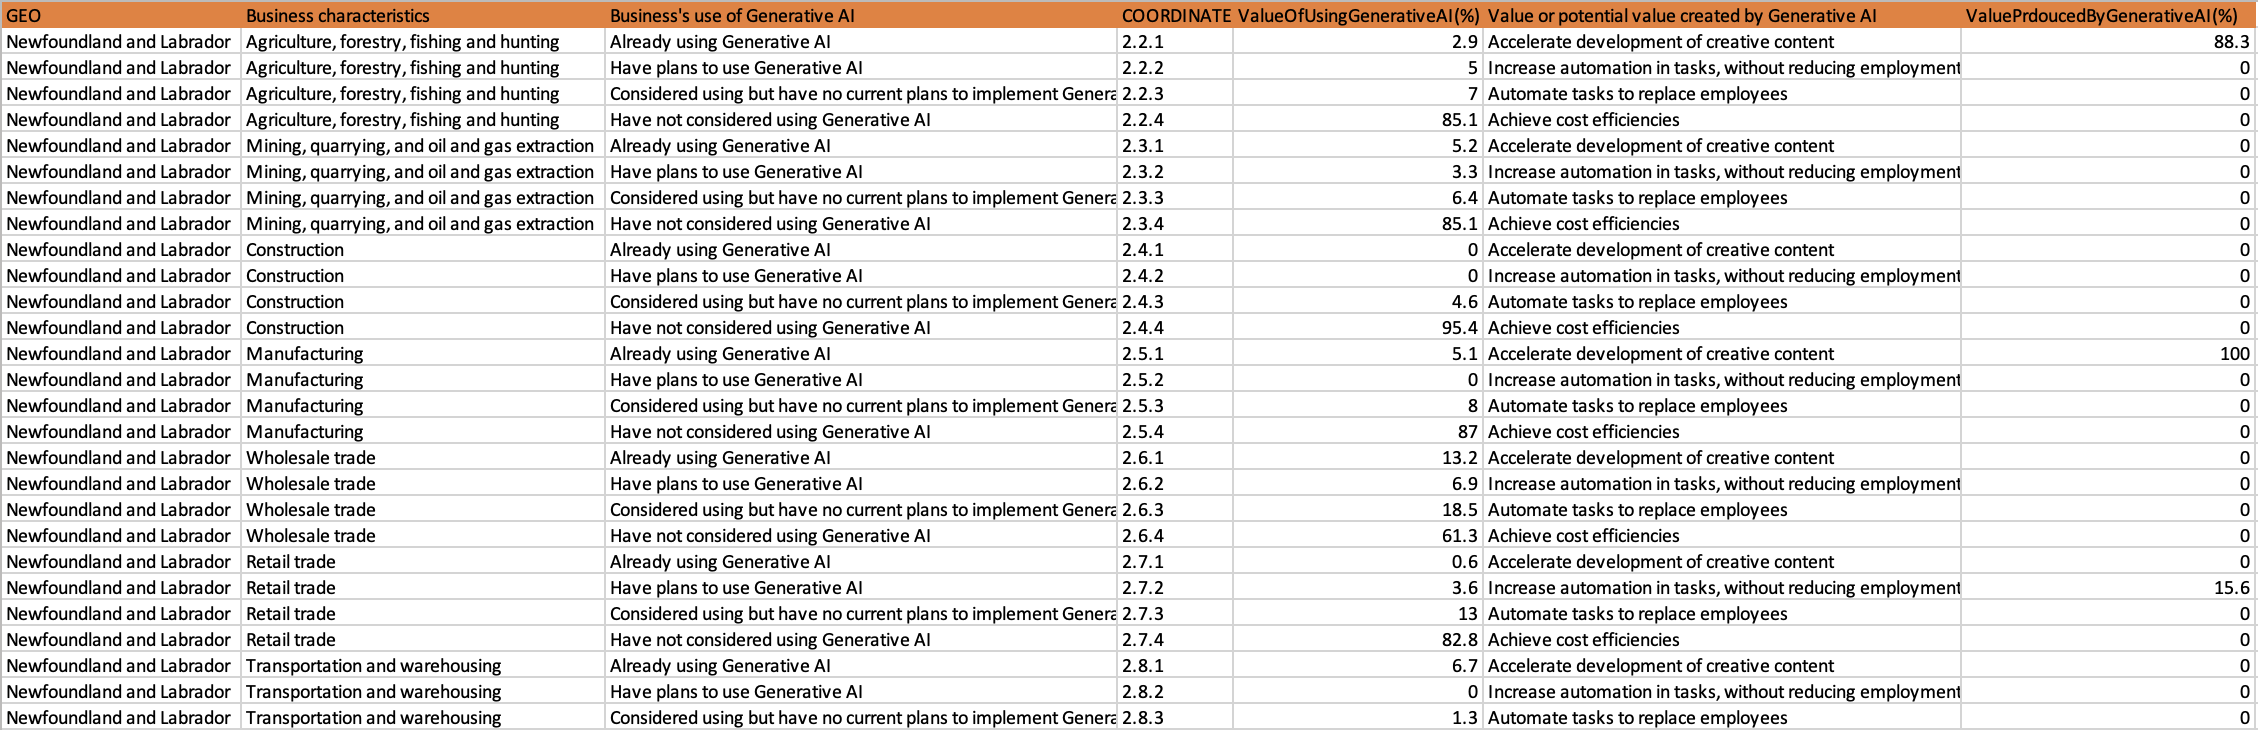 GEO Business characteristics Business's use of Generative AI COORDINATE ValueOfUsingGenerativeAI(%) Value or potential value created by Generative AI ValuePrdoucedByGenerativeAI(%)
Newfoundland and Labrador Agriculture, forestry, fishing and hunting Already using Generative AI 2.2.1 2.9 Accelerate development of creative content 88.3
Newfoundland and Labrador Agriculture, forestry, fishing and hunting Have plans to use Generative AI 2.2.2 5 Increase automation in tasks, without reducing employment 0
Newfoundland and Labrador Agriculture, forestry, fishing and hunting Considered using but have no current plans to implement Genera 2.2.3 7 Automate tasks to replace employees 0
Newfoundland and Labrador Agriculture, forestry, fishing and hunting Have not considered using Generative AI 2.2.4 85.1 Achieve cost efficiencies 0
Newfoundland and Labrador Mining, quarrying, and oil and gas extraction Already using Generative AI 2.3.1 5.2 Accelerate development of creative content 0
Newfoundland and Labrador Mining, quarrying, and oil and gas extraction Have plans to use Generative AI 2.3.2 3.3 Increase automation in tasks, without reducing employment 0
Newfoundland and Labrador Mining, quarrying, and oil and gas extraction Considered using but have no current plans to implement Genera 2.3.3 6.4 Automate tasks to replace employees 0
Newfoundland and Labrador Mining, quarrying, and oil and gas extraction Have not considered using Generative AI 2.3.4 85.1 Achieve cost efficiencies 0
Newfoundland and Labrador Construction Already using Generative AI 2.4.1 0 Accelerate development of creative content 0
Newfoundland and Labrador Construction Have plans to use Generative AI 2.4.2 0 Increase automation in tasks, without reducing employment 0
Newfoundland and Labrador Construction Considered using but have no current plans to implement Genera 2.4.3 4.6 Automate tasks to replace employees 0
Newfoundland and Labrador Construction Have not considered using Generative AI 2.4.4 95.4 Achieve cost efficiencies 0
Newfoundland and Labrador Manufacturing Already using Generative AI 2.5.1 5.1 Accelerate development of creative content 100
Newfoundland and Labrador Manufacturing Have plans to use Generative AI 2.5.2 0 Increase automation in tasks, without reducing employment 0
Newfoundland and Labrador Manufacturing Considered using but have no current plans to implement Genera 2.5.3 8 Automate tasks to replace employees 0
Newfoundland and Labrador Manufacturing Have not considered using Generative AI 2.5.4 87 Achieve cost efficiencies 0
Newfoundland and Labrador Wholesale trade Already using Generative AI 2.6.1 13.2 Accelerate development of creative content 0
Newfoundland and Labrador Wholesale trade Have plans to use Generative AI 2.6.2 6.9 Increase automation in tasks, without reducing employment 0
Newfoundland and Labrador Wholesale trade Considered using but have no current plans to implement Genera 2.6.3 18.5 Automate tasks to replace employees 0
Newfoundland and Labrador Wholesale trade Have not considered using Generative AI 2.6.4 61.3 Achieve cost efficiencies 0
Newfoundland and Labrador Retail trade Already using Generative AI 2.7.1 0.6 Accelerate development of creative content 0
Newfoundland and Labrador Retail trade Have plans to use Generative AI 2.7.2 3.6 Increase automation in tasks, without reducing employment 15.6
Newfoundland and Labrador Retail trade Considered using but have no current plans to implement Genera 2.7.3 13 Automate tasks to replace employees 0
Newfoundland and Labrador Retail trade Have not considered using Generative AI 2.7.4 82.8 Achieve cost efficiencies 0
Newfoundland and Labrador Transportation and warehousing Already using Generative AI 2.8.1 6.7 Accelerate development of creative content 0
Newfoundland and Labrador Transportation and warehousing Have plans to use Generative AI 2.8.2 0 Increase automation in tasks, without reducing employment 0
Newfoundland and Labrador Transportation and warehousing Considered using but have no current plans to implement Genera 2.8.3 1.3 Automate tasks to replace employees 0